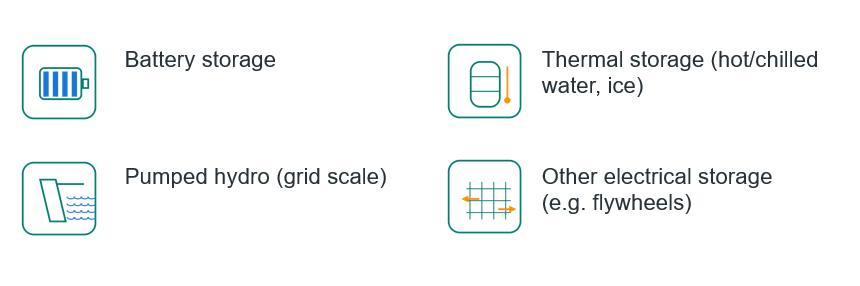 Battery storage
Thermal storage (hot/chilled
water, ice)
Pumped hydro (grid scale)
Other electrical storage
(e.g. flywheels)